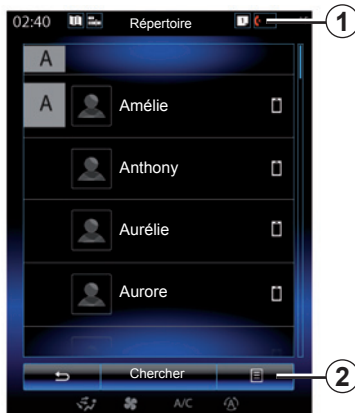 02:40 Répertoire 1
A
A Amélie
Anthony
Aurélie
Aurore
Chercher 2
A/C A